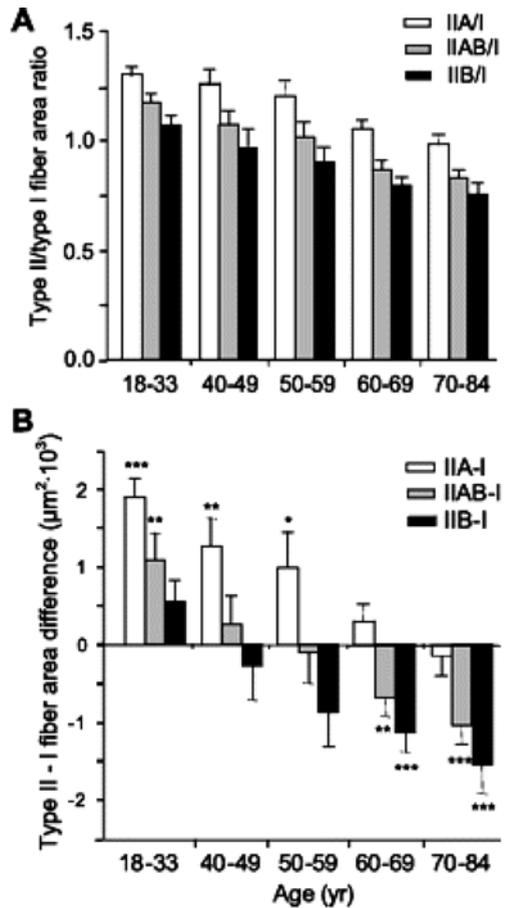 A
IIA/I
IIAB/I
IIB/I
Type II/type I fiber area ratio
1.5
1.0
0.5
0.0
18-33 40-49 50-59 60-69 70-84
B
IIA-I
IIAB-I
IIB-I
Type II - I fiber area difference (µm²·10³)
2
1
0
-1
-2
***
**
**
*
**
***
***
***
18-33 40-49 50-59 60-69 70-84
Age (yr)